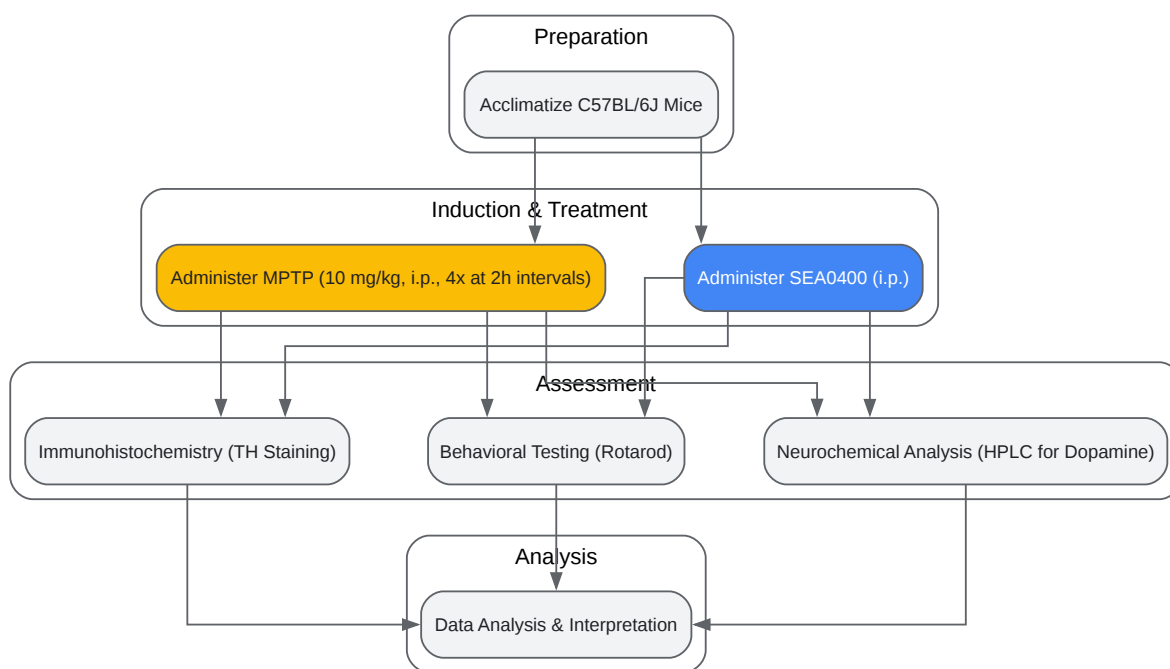 Preparation
Acclimatize C57BL/6J Mice
Induction & Treatment
Administer MPTP (10 mg/kg, i.p., 4x at 2h intervals)
Administer SEA0400 (i.p.)
Assessment
Immunohistochemistry (TH Staining)
Behavioral Testing (Rotarod)
Neurochemical Analysis (HPLC for Dopamine)
Analysis
Data Analysis & Interpretation